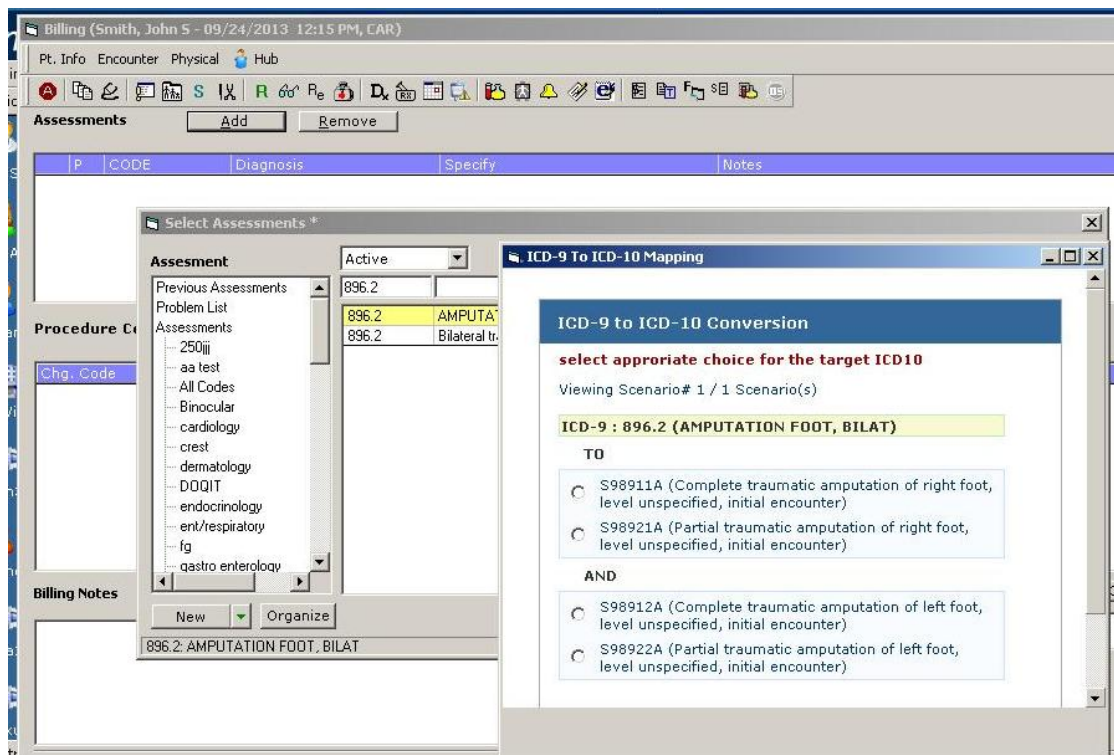 Billing (Smith, John S - 09/24/2013 12:15 PM, CAR)
Pt. Info Encounter Physical Hub
Assessments Add Remove
P CODE Diagnosis Specify Notes
Select Assessments *
Assesment Active
Previous Assessments
Problem List
Assessments
250jjj
aa test
All Codes
Binocular
cardiology
crest
dermatology
DOQIT
endocrinology
ent/respiratory
fg
gastro enterology
896.2
896.2 AMPUTAT
896.2 Bilateral tr
New Organize
896.2: AMPUTATION FOOT, BILAT
ICD-9 To ICD-10 Mapping
ICD-9 to ICD-10 Conversion
select approriate choice for the target ICD10
Viewing Scenario# 1 / 1 Scenario(s)
ICD-9 : 896.2 (AMPUTATION FOOT, BILAT)
TO
S98911A (Complete traumatic amputation of right foot,
level unspecified, initial encounter)
S98921A (Partial traumatic amputation of right foot,
level unspecified, initial encounter)
AND
S98912A (Complete traumatic amputation of left foot,
level unspecified, initial encounter)
S98922A (Partial traumatic amputation of left foot,
level unspecified, initial encounter)
Procedure
Chg. Code
Billing Notes